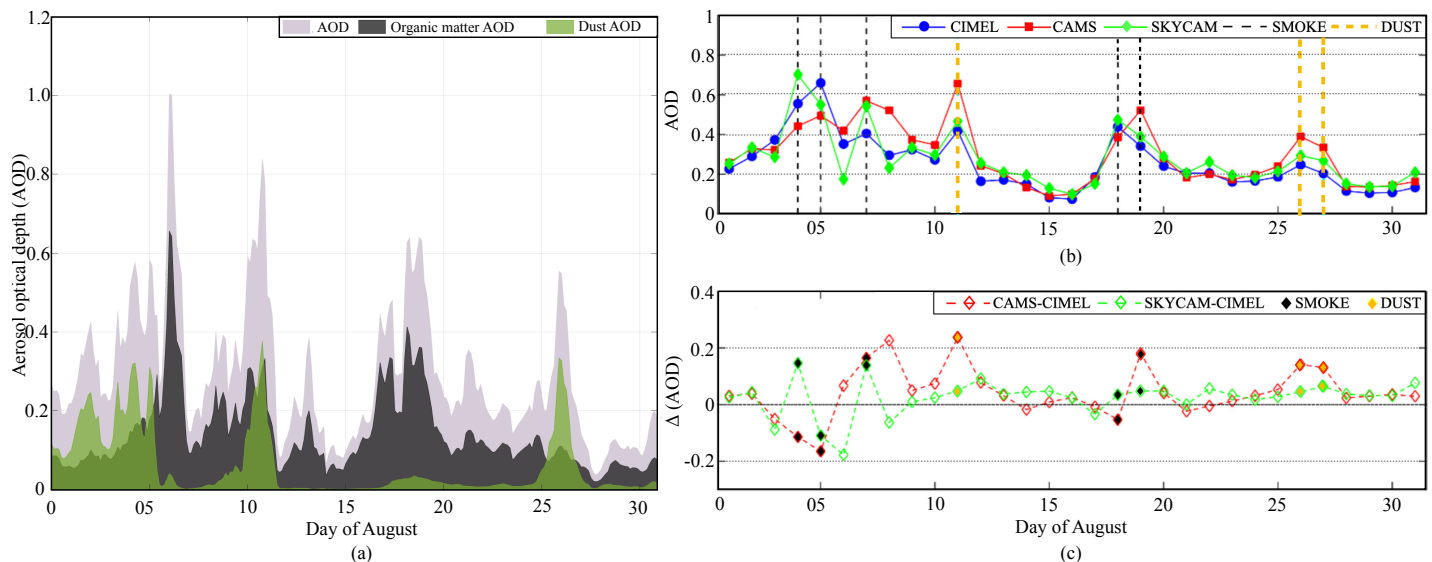 1.2
1.0
0.8
0.6
0.4
0.2
0
Aerosol optical depth (AOD)
AOD Organic matter AOD Dust AOD
0 05 10 15 20 25 30
Day of August
(a)
1
0.8
0.6
0.4
0.2
0
AOD
CIMEL CAMS SKYCAM SMOKE DUST
0 05 10 15 20 25 30
(b)
0.4
0.2
0
-0.2
Δ (AOD)
CAMS-CIMEL SKYCAM-CIMEL SMOKE DUST
0 05 10 15 20 25 30
Day of August
(c)